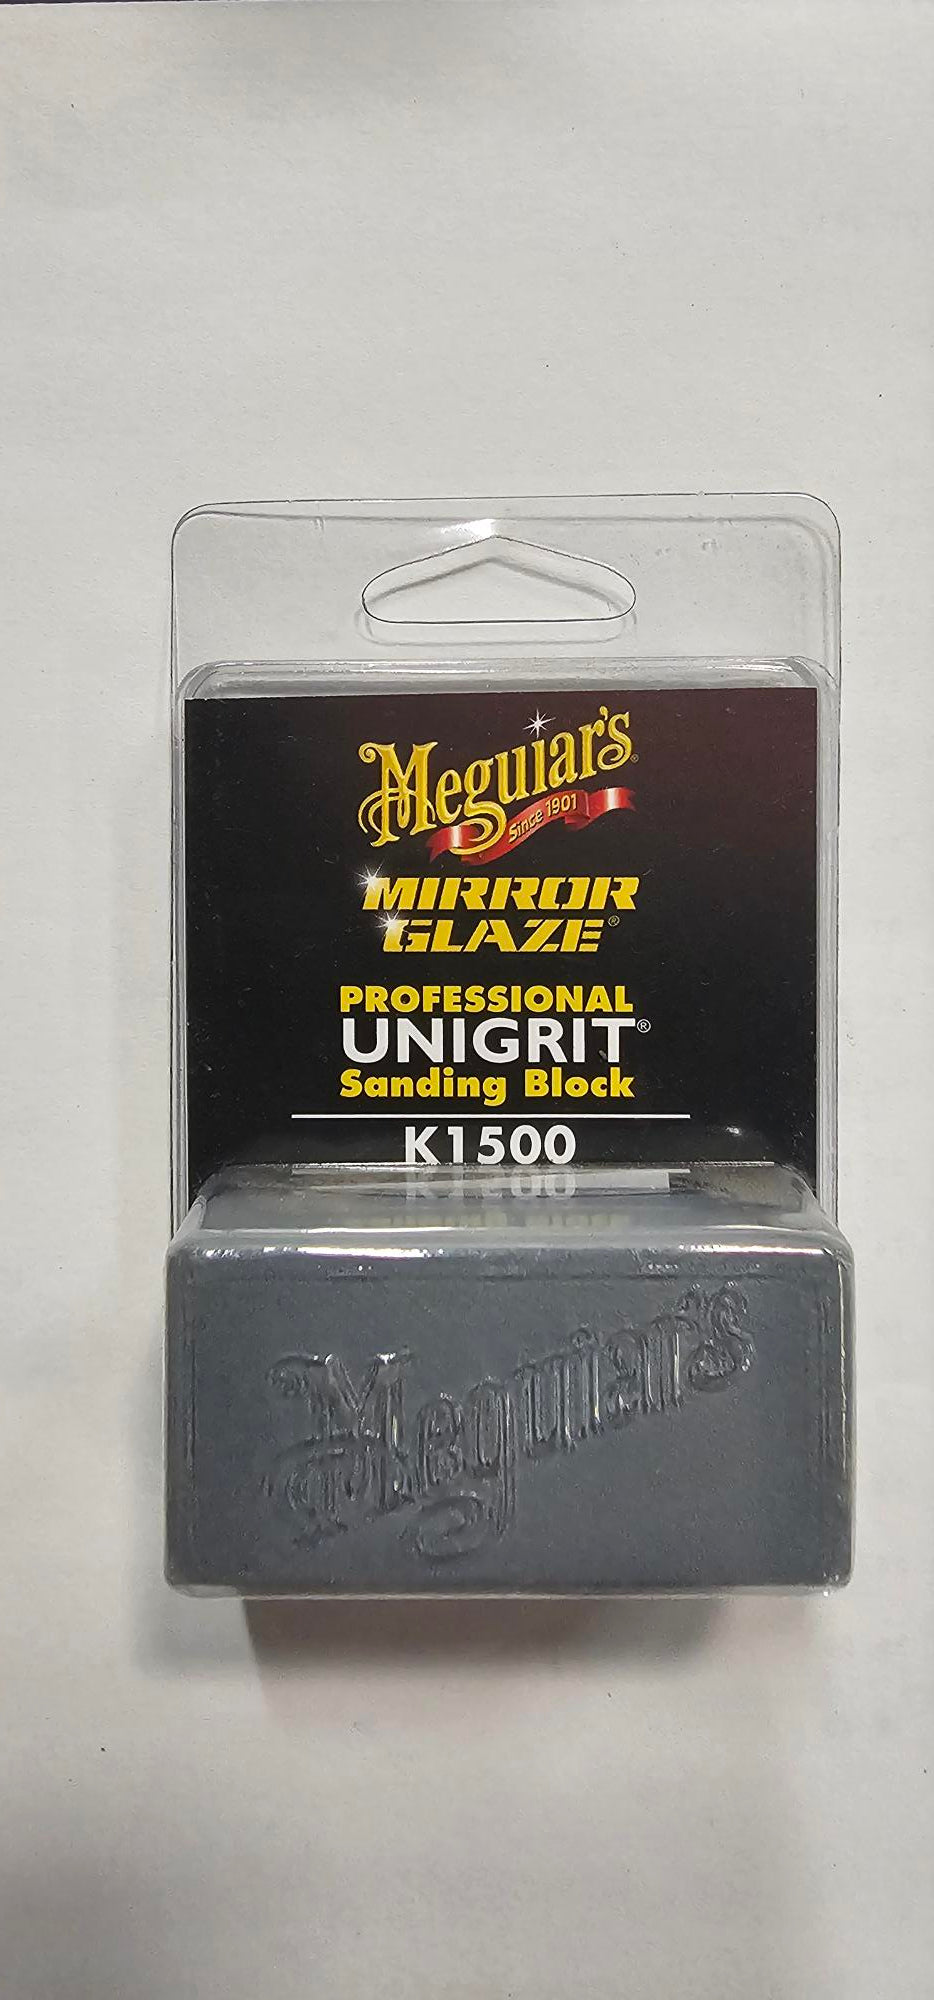 Meguiar's
Since 1901
MIRROR
GLAZE®
PROFESSIONAL
UNIGRIT®
Sanding Block
K1500
Meguiar's